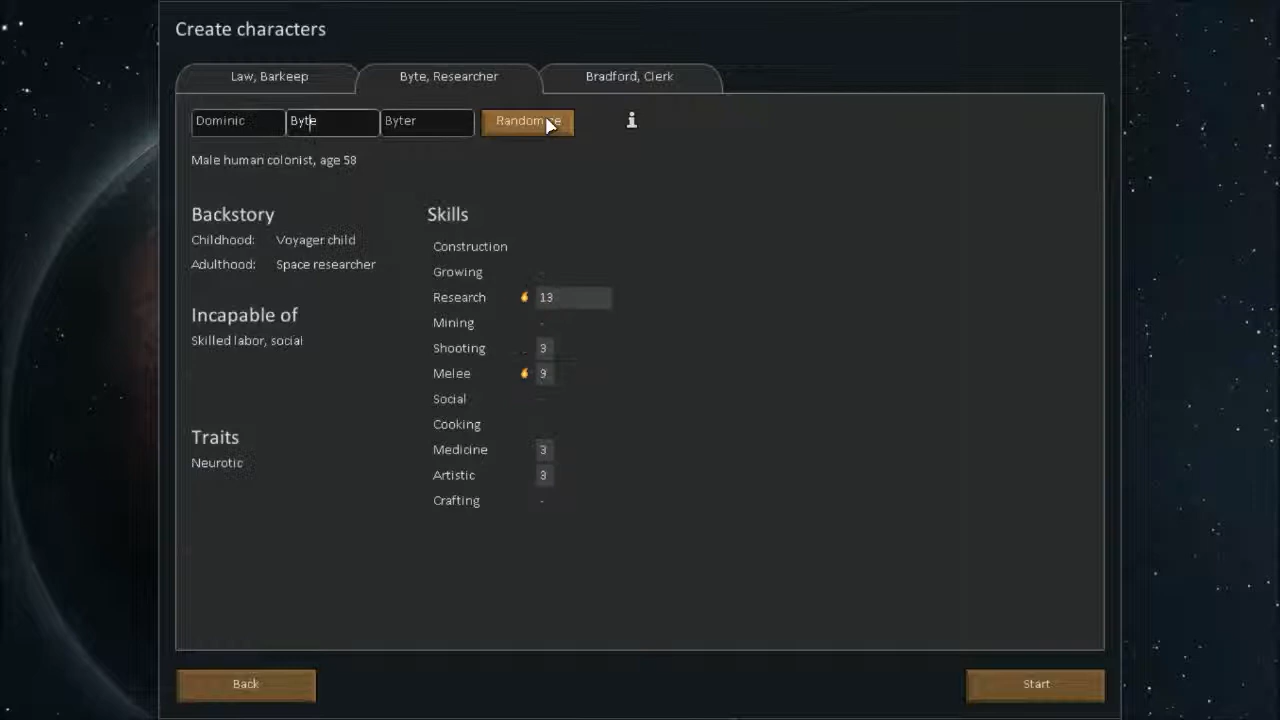 Create characters
Law, Barkeep
Byte, Researcher
Bradford, Clerk
Dominic
Byte
Byter
Male human colonist, age 58
Backstory
Childhood: Voyager child
Adulthood: Space researcher
Incapable of
Skilled labor, social
Traits
Neurotic
Skills
Construction
Growing -
Research 13
Mining -
Shooting 3
Melee 9
Social -
Cooking
Medicine 3
Artistic 3
Crafting -
Back
Start